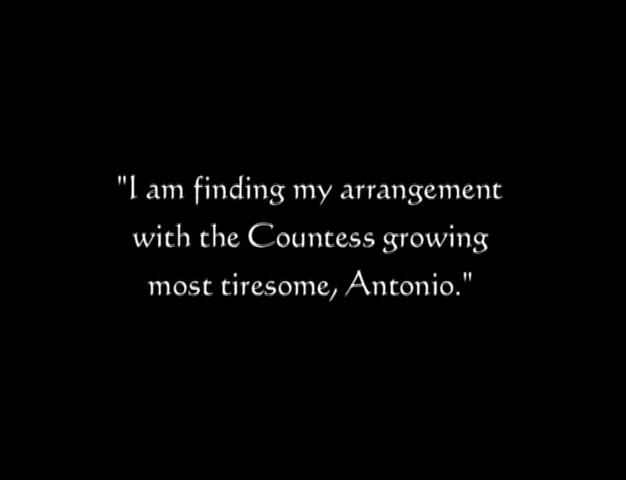 "I am finding my arrangement
with the Countess growing
most tiresome, Antonio."